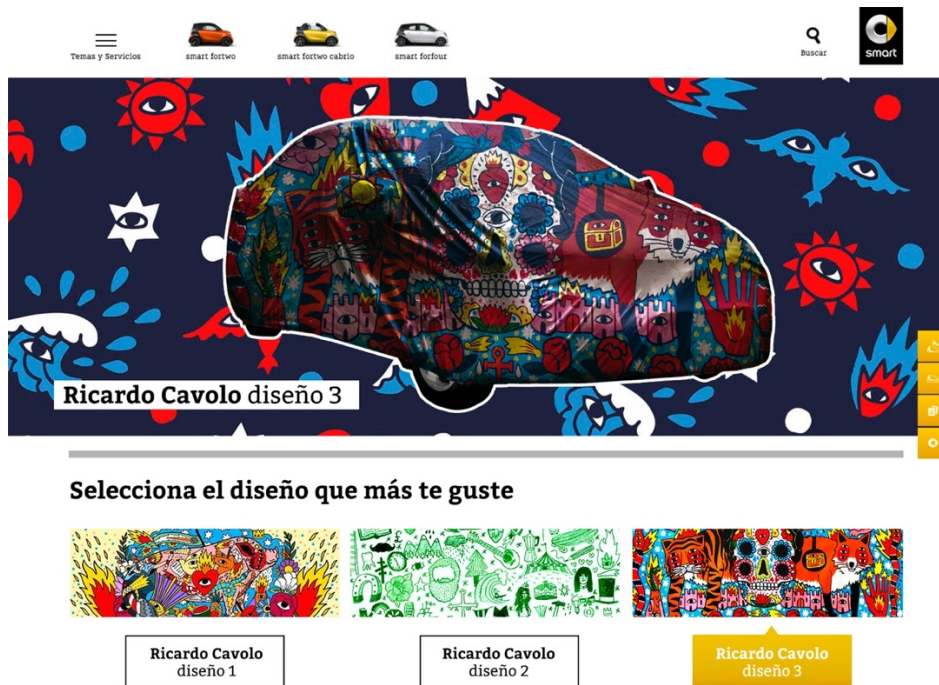 Temas y Servicios
smart fortwo
smart fortwo cabrio
smart forfour
Buscar
smart
Ricardo Cavolo diseño 3
Selecciona el diseño que más te guste
Ricardo Cavolo
diseño 1
Ricardo Cavolo
diseño 2
Ricardo Cavolo
diseño 3